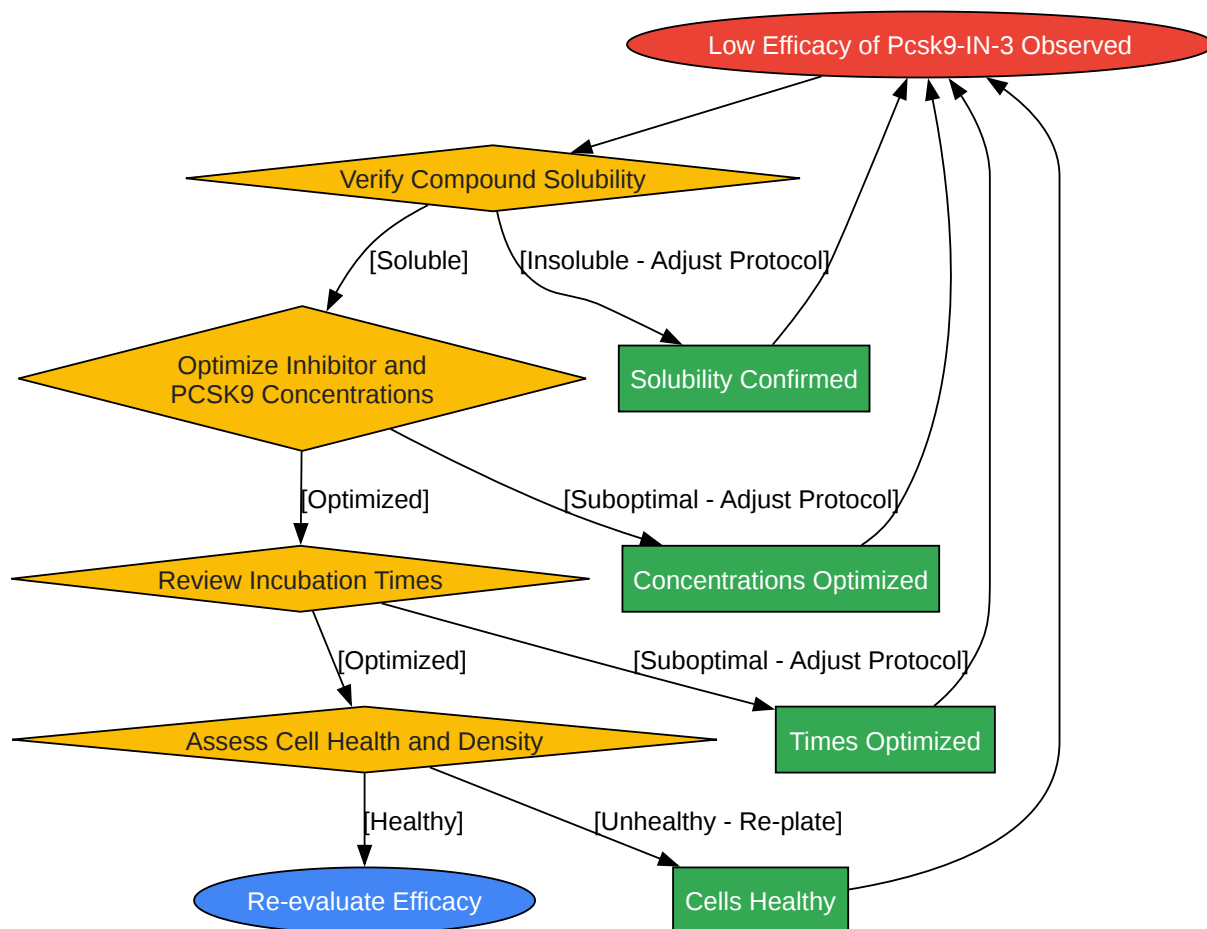 Low Efficacy of Pcsk9-IN-3 Observed
Verify Compound Solubility
[Soluble]
[Insoluble - Adjust Protocol]
Optimize Inhibitor and
PCSK9 Concentrations
Solubility Confirmed
[Optimized]
[Suboptimal - Adjust Protocol]
Review Incubation Times
Concentrations Optimized
[Optimized]
[Suboptimal - Adjust Protocol]
Assess Cell Health and Density
Times Optimized
[Healthy]
[Unhealthy - Re-plate]
Re-evaluate Efficacy
Cells Healthy